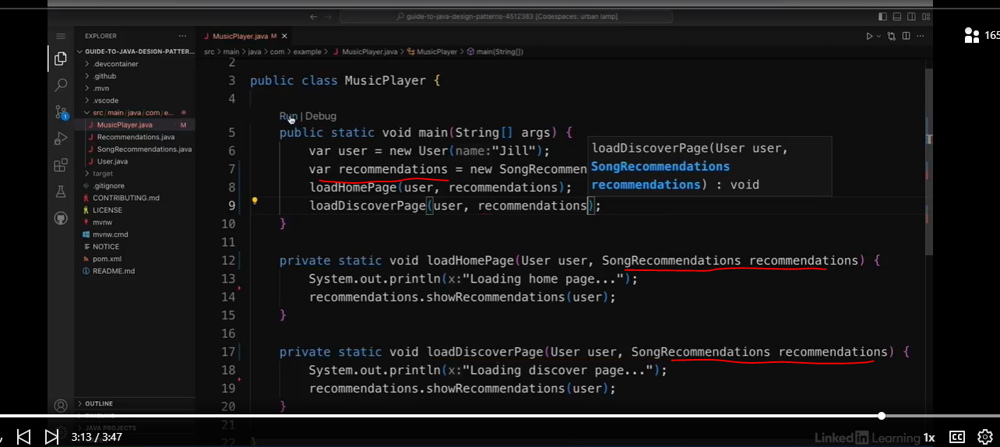 guide-to-java-design-patterns-4512383 [Codespaces: urban lamp]
EXPLORER
MusicPlayer.java M
165
GUIDE-TO-JAVA-DESIGN-PATTER...
src > main > java > com > example > MusicPlayer.java > MusicPlayer > main(String[])
.devcontainer
.github
.mvn
.vscode
src/main/java/com/e...
MusicPlayer.java M
Recommendations.java
SongRecommendations.java
User.java
target
.gitignore
CONTRIBUTING.md
LICENSE
mvnw
mvnw.cmd
NOTICE
pom.xml
README.md
OUTLINE
TIMELINE
JAVA PROJECTS
2
3 public class MusicPlayer {
4
Run | Debug
5 public static void main(String[] args) {
6 var user = new User(name:"Jill");
7 var recommendations = new SongRecommen
8 loadHomePage(user, recommendations);
9 loadDiscoverPage(user, recommendations);
loadDiscoverPage(User user,
SongRecommendations
recommendations) : void
10 }
11
12 private static void loadHomePage(User user, SongRecommendations recommendations) {
13 System.out.println(x:"Loading home page...");
14 recommendations.showRecommendations(user);
15 }
16
17 private static void loadDiscoverPage(User user, SongRecommendations recommendations) {
18 System.out.println(x:"Loading discover page...");
19 recommendations.showRecommendations(user);
20 }
21
22 }
3:13 / 3:47
LinkedIn Learning
1x
CC